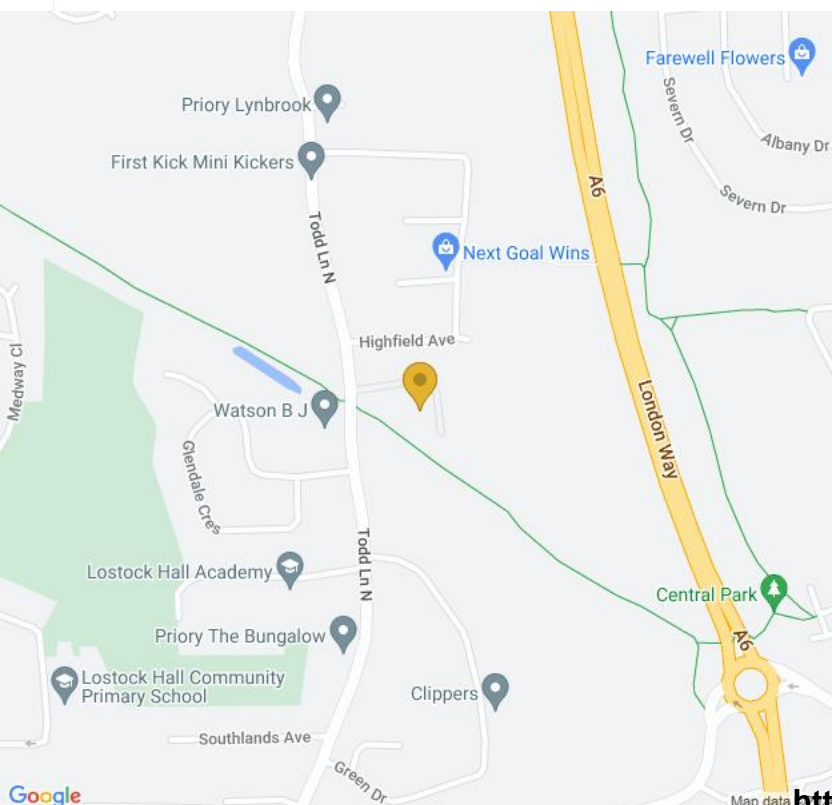 Farewell Flowers
Severn Dr
Albany Dr
Severn Dr
Priory Lynbrook
First Kick Mini Kickers
A6
Todd Ln N
Next Goal Wins
Highfield Ave
Medway Cl
Watson B J
London Way
Glendale Cres
Todd Ln N
Lostock Hall Academy
Central Park
Priory The Bungalow
A6
Lostock Hall Community
Primary School
Clippers
Southlands Ave
Green Dr
Google
Map data
htt